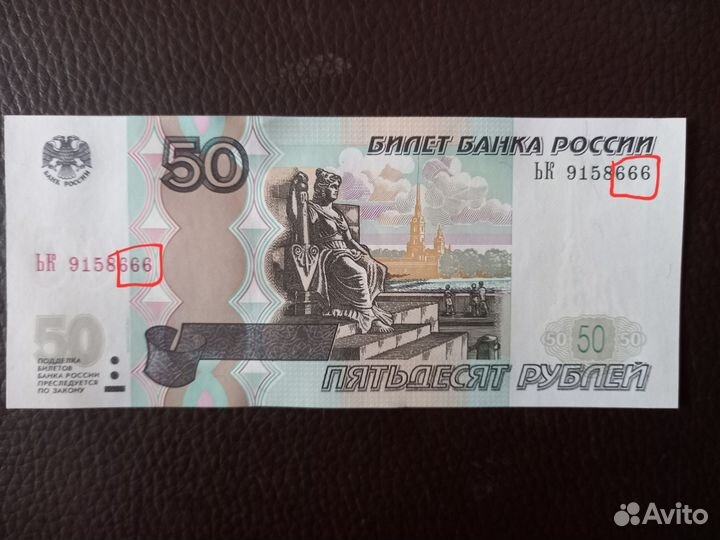 50
БИЛЕТ БАНКА РОССИИ
ЬК 9158666
БАНК РОССИИ
ЬК 9158666
50
ПОДДЕЛКА
БИЛЕТОВ
БАНКА РОССИИ
ПРЕСЛЕДУЕТСЯ
ПО ЗАКОНУ
50 50 50
ПЯТЬДЕСЯТ РУБЛЕЙ
Avito